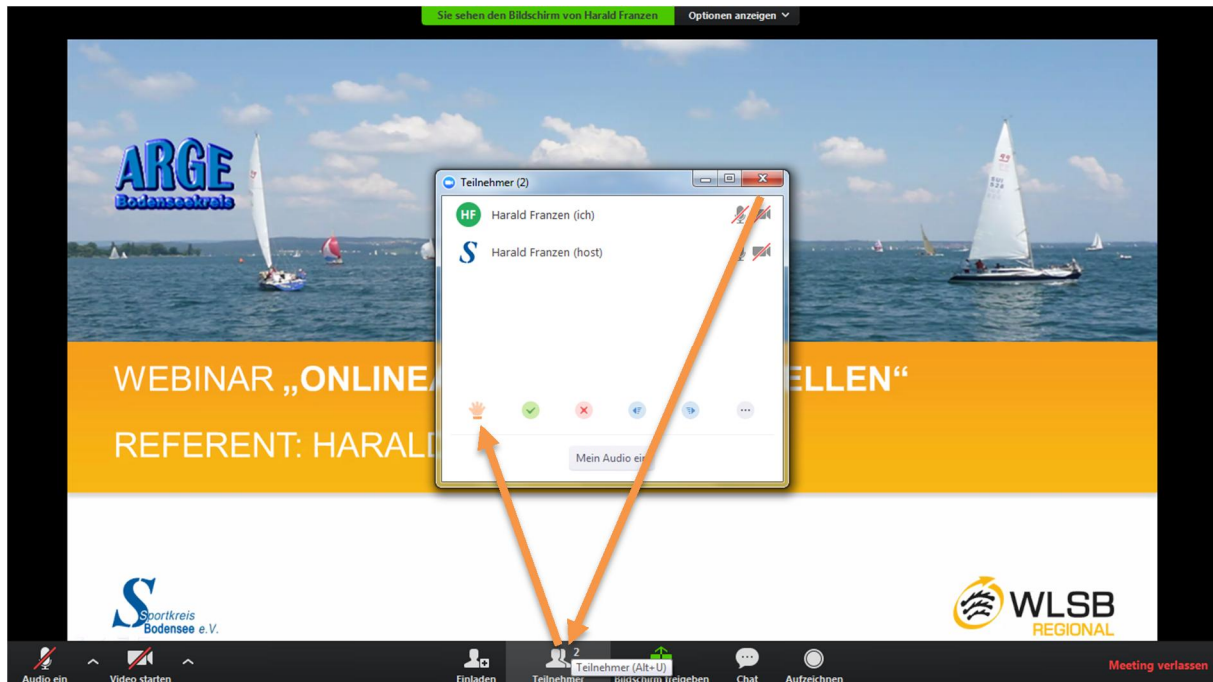 Sie sehen den Bildschirm von Harald Franzen Optionen anzeigen
ARGE
Bodenseekreis
Teilnehmer (2)
HF Harald Franzen (ich)
S Harald Franzen (host)
WEBINAR „ONLINE ELLEN“
REFERENT: HARALD
Mein Audio ein
Sportkreis
Bodensee e.V.
WLSB
REGIONAL
2
Teilnehmer (Alt+U)
Audio ein Video starten Einladen Teilnehmer Bildschirm freigeben Chat Aufzeichnen Meeting verlassen